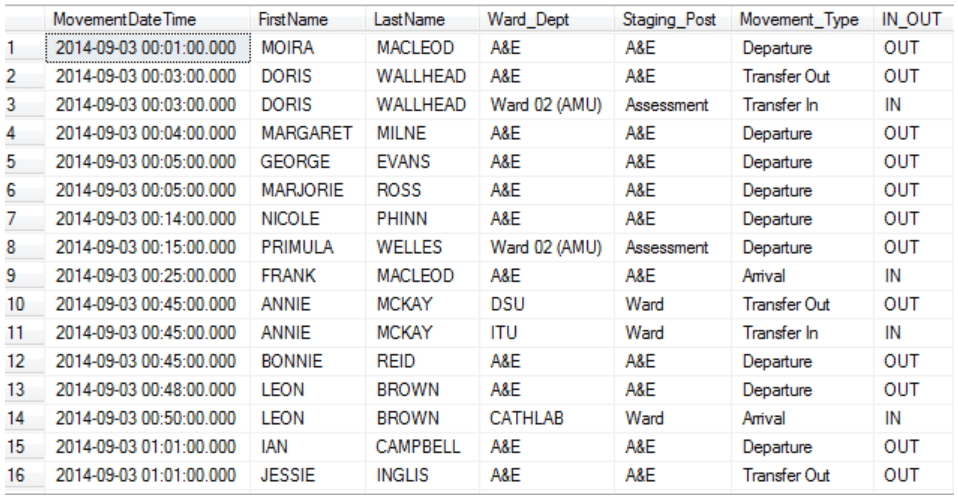 MovementDateTime FirstName LastName Ward_Dept Staging_Post Movement_Type IN_OUT
1 2014-09-03 00:01:00.000 MOIRA MACLEOD A&E A&E Departure OUT
2 2014-09-03 00:03:00.000 DORIS WALLHEAD A&E A&E Transfer Out OUT
3 2014-09-03 00:03:00.000 DORIS WALLHEAD Ward 02 (AMU) Assessment Transfer In IN
4 2014-09-03 00:04:00.000 MARGARET MILNE A&E A&E Departure OUT
5 2014-09-03 00:05:00.000 GEORGE EVANS A&E A&E Departure OUT
6 2014-09-03 00:05:00.000 MARJORIE ROSS A&E A&E Departure OUT
7 2014-09-03 00:14:00.000 NICOLE PHINN A&E A&E Departure OUT
8 2014-09-03 00:15:00.000 PRIMULA WELLES Ward 02 (AMU) Assessment Departure OUT
9 2014-09-03 00:25:00.000 FRANK MACLEOD A&E A&E Arrival IN
10 2014-09-03 00:45:00.000 ANNIE MCKAY DSU Ward Transfer Out OUT
11 2014-09-03 00:45:00.000 ANNIE MCKAY ITU Ward Transfer In IN
12 2014-09-03 00:45:00.000 BONNIE REID A&E A&E Departure OUT
13 2014-09-03 00:48:00.000 LEON BROWN A&E A&E Departure OUT
14 2014-09-03 00:50:00.000 LEON BROWN CATHLAB Ward Arrival IN
15 2014-09-03 01:01:00.000 IAN CAMPBELL A&E A&E Departure OUT
16 2014-09-03 01:01:00.000 JESSIE INGLIS A&E A&E Transfer Out OUT